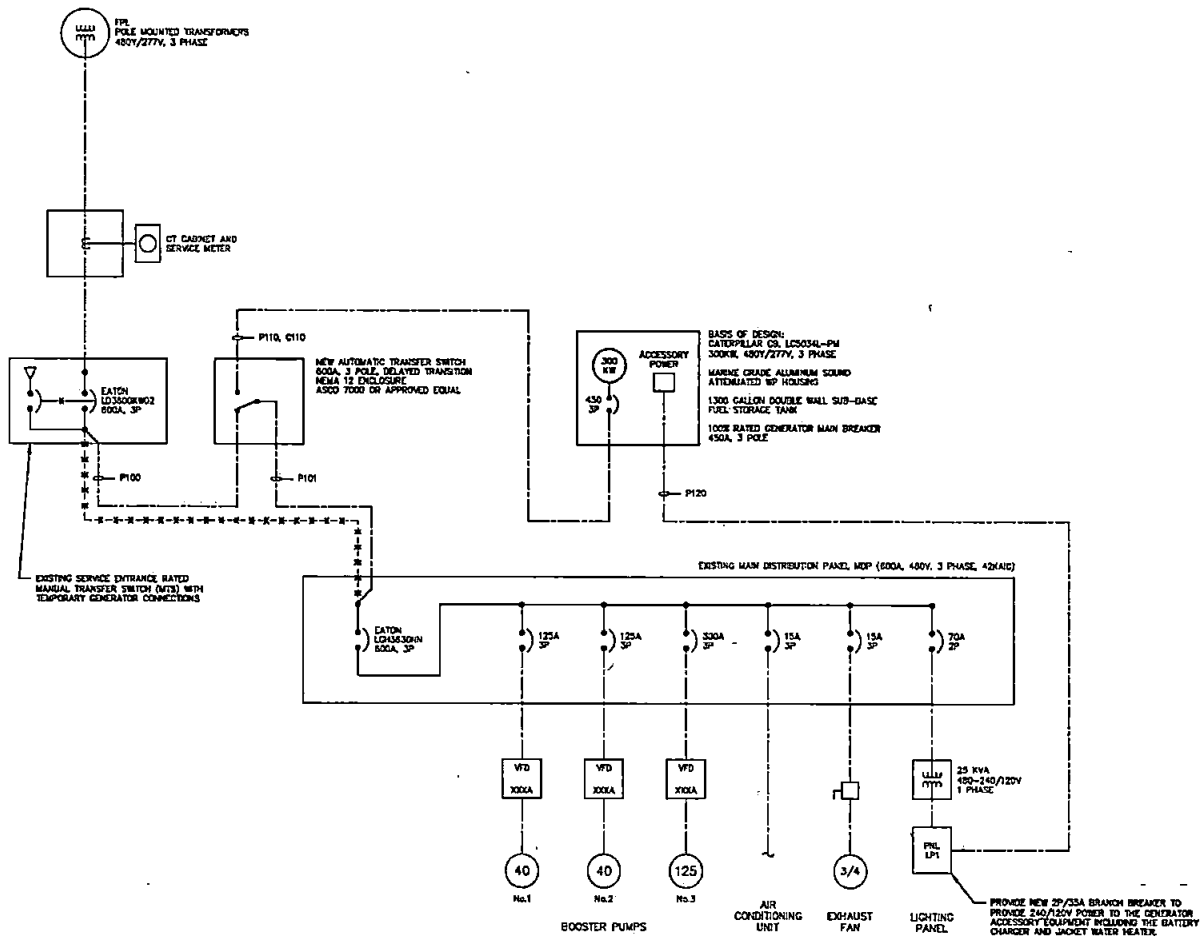 FPL
POLE MOUNTED TRANSFORMERS
480Y/277V, 3 PHASE
CT CABINET AND
SERVICE METER
P110, C110
NEW AUTOMATIC TRANSFER SWITCH
600A, 3 POLE, DELAYED TRANSITION
NEMA 12 ENCLOSURE
ASCO 7000 OR APPROVED EQUAL
EATON
600A, 3P
300
KW
ACCESSORY
POWER
450
3P
BASIS OF DESIGN:
CATERPILLAR C9, LC5034L-PM
300KW, 480Y/277V, 3 PHASE
MARINE GRADE ALUMINUM SOUND
ATTENUATED WP HOUSING
1300 GALLON DOUBLE WALL SUB-BASE
FUEL STORAGE TANK
100% RATED GENERATOR MAIN BREAKER
450A, 3 POLE
P100
P101
P120
EXISTING SERVICE ENTRANCE RATED
MANUAL TRANSFER SWITCH (MTS) WITH
TEMPORARY GENERATOR CONNECTIONS
EXISTING MAIN DISTRIBUTION PANEL, MDP (600A, 480V, 3 PHASE, 42KAIC)
EATON
600A, 3P
125A
3P
125A
3P
300A
3P
15A
3P
15A
3P
70A
2P
VFD
XXXA
VFD
XXXA
VFD
XXXA
25 KVA
480-240/120V
1 PHASE
PNL
LP1
40
No.1
40
No.2
125
No.3
3/4
BOOSTER PUMPS
AIR
CONDITIONING
UNIT
EXHAUST
FAN
LIGHTING
PANEL
PROVIDE NEW BRANCH BREAKER TO
PROVIDE 240/120V POWER TO THE GENERATOR
ACCESSORY EQUIPMENT INCLUDING THE BATTERY
CHARGER AND JACKET WATER HEATER.